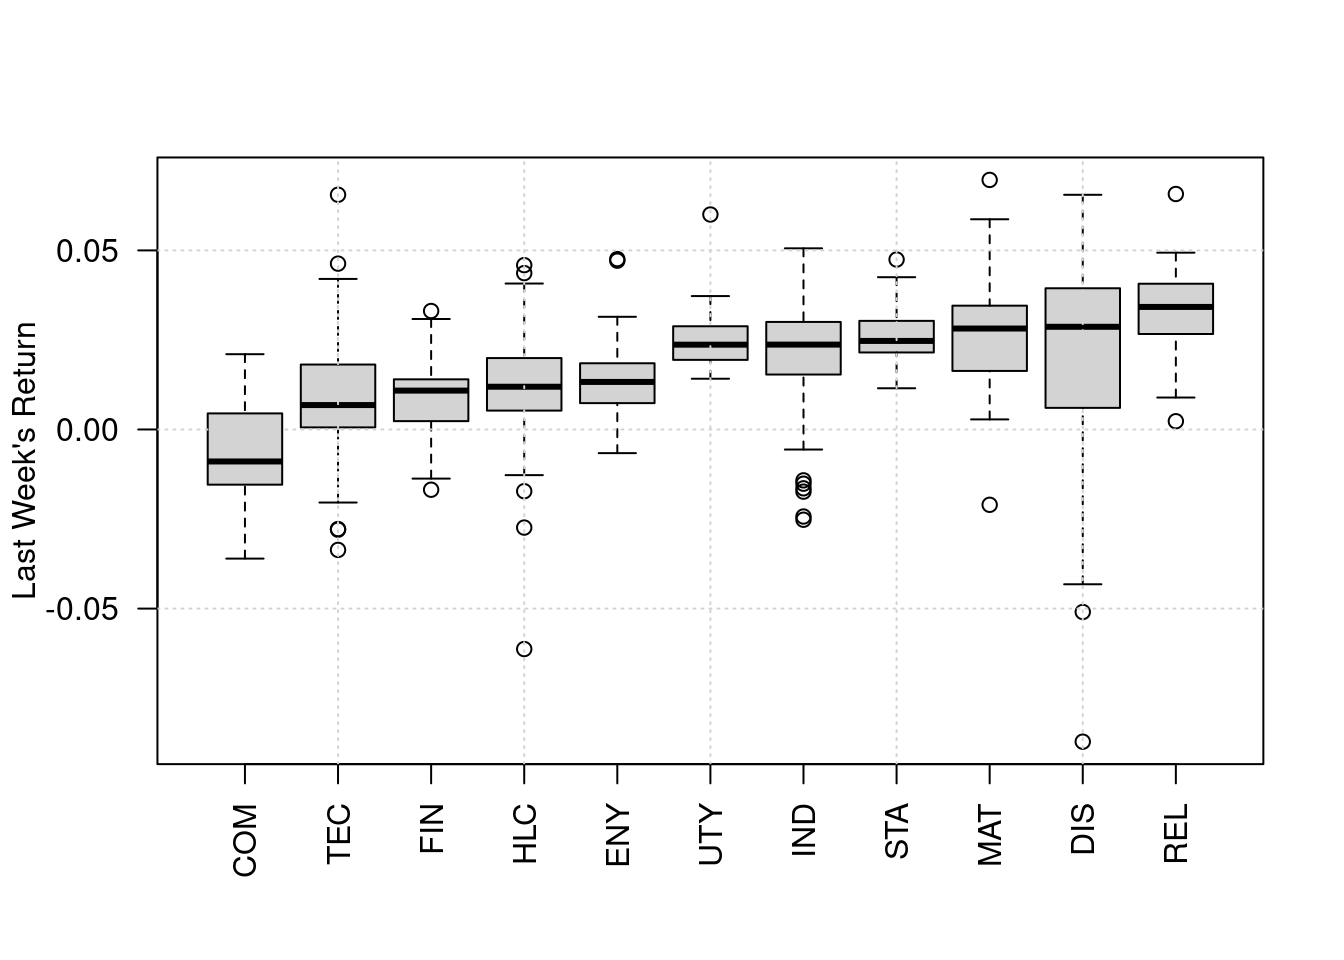 Last Week's Return
0.05
0.00
-0.05
COM
TEC
FIN
HLC
ENY
UTY
IND
STA
MAT
DIS
REL